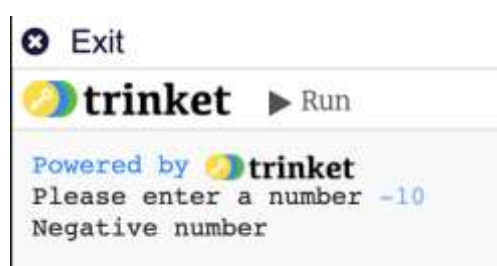 Exit
trinket Run
Powered by trinket
Please enter a number -10
Negative number